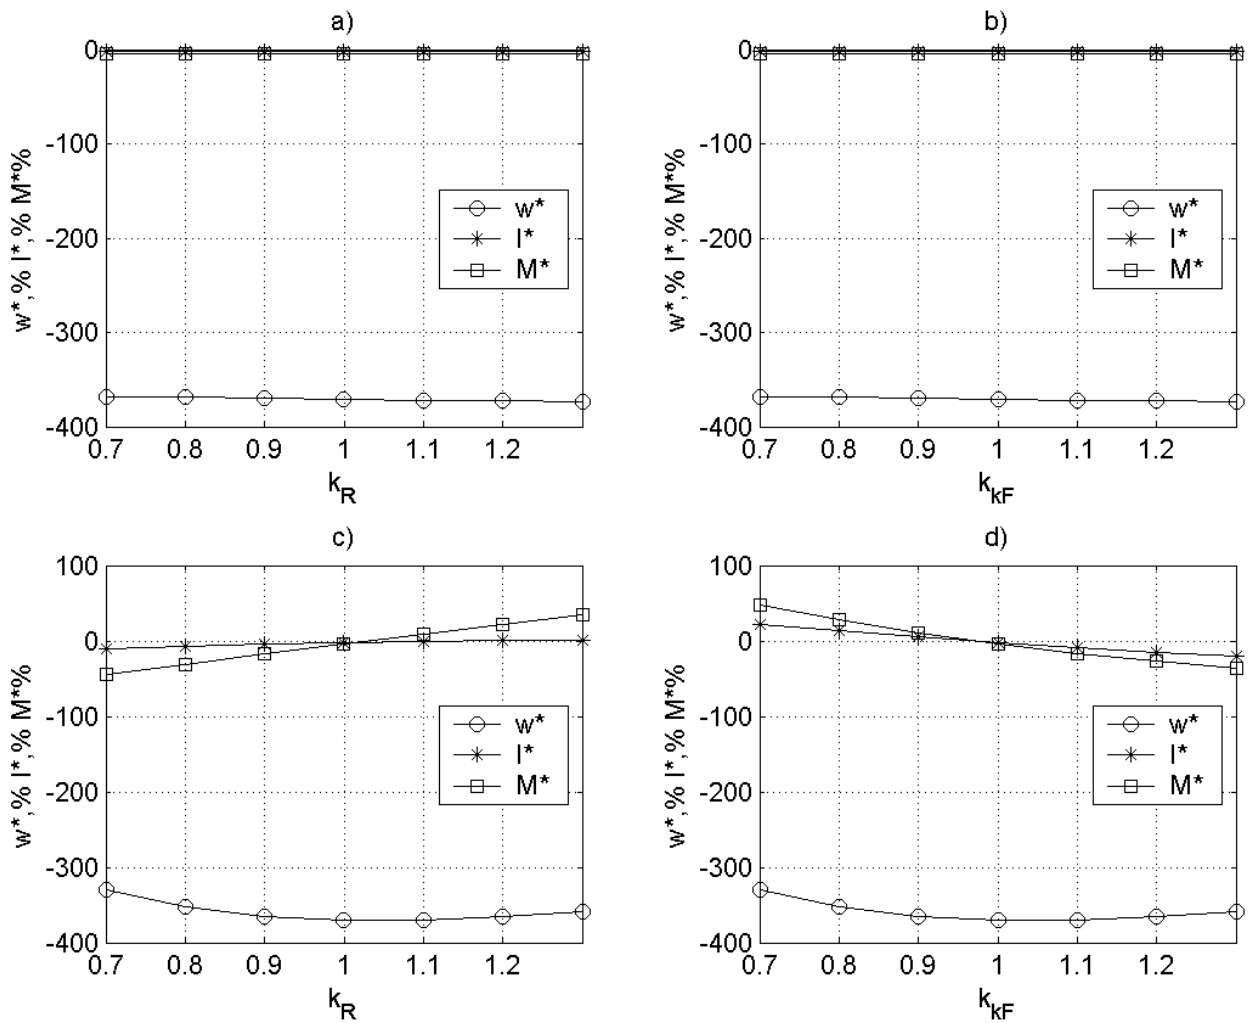 a)
0
-100
-200
-300
-400
w*,% I*,% M*%
w*
I*
M*
0.7 0.8 0.9 1 1.1 1.2
k_R
b)
0
-100
-200
-300
-400
w*,% I*,% M*%
w*
I*
M*
0.7 0.8 0.9 1 1.1 1.2
k_kF
c)
100
0
-100
-200
-300
-400
w*,% I*,% M*%
w*
I*
M*
0.7 0.8 0.9 1 1.1 1.2
k_R
d)
100
0
-100
-200
-300
-400
w*,% I*,% M*%
w*
I*
M*
0.7 0.8 0.9 1 1.1 1.2
k_kF